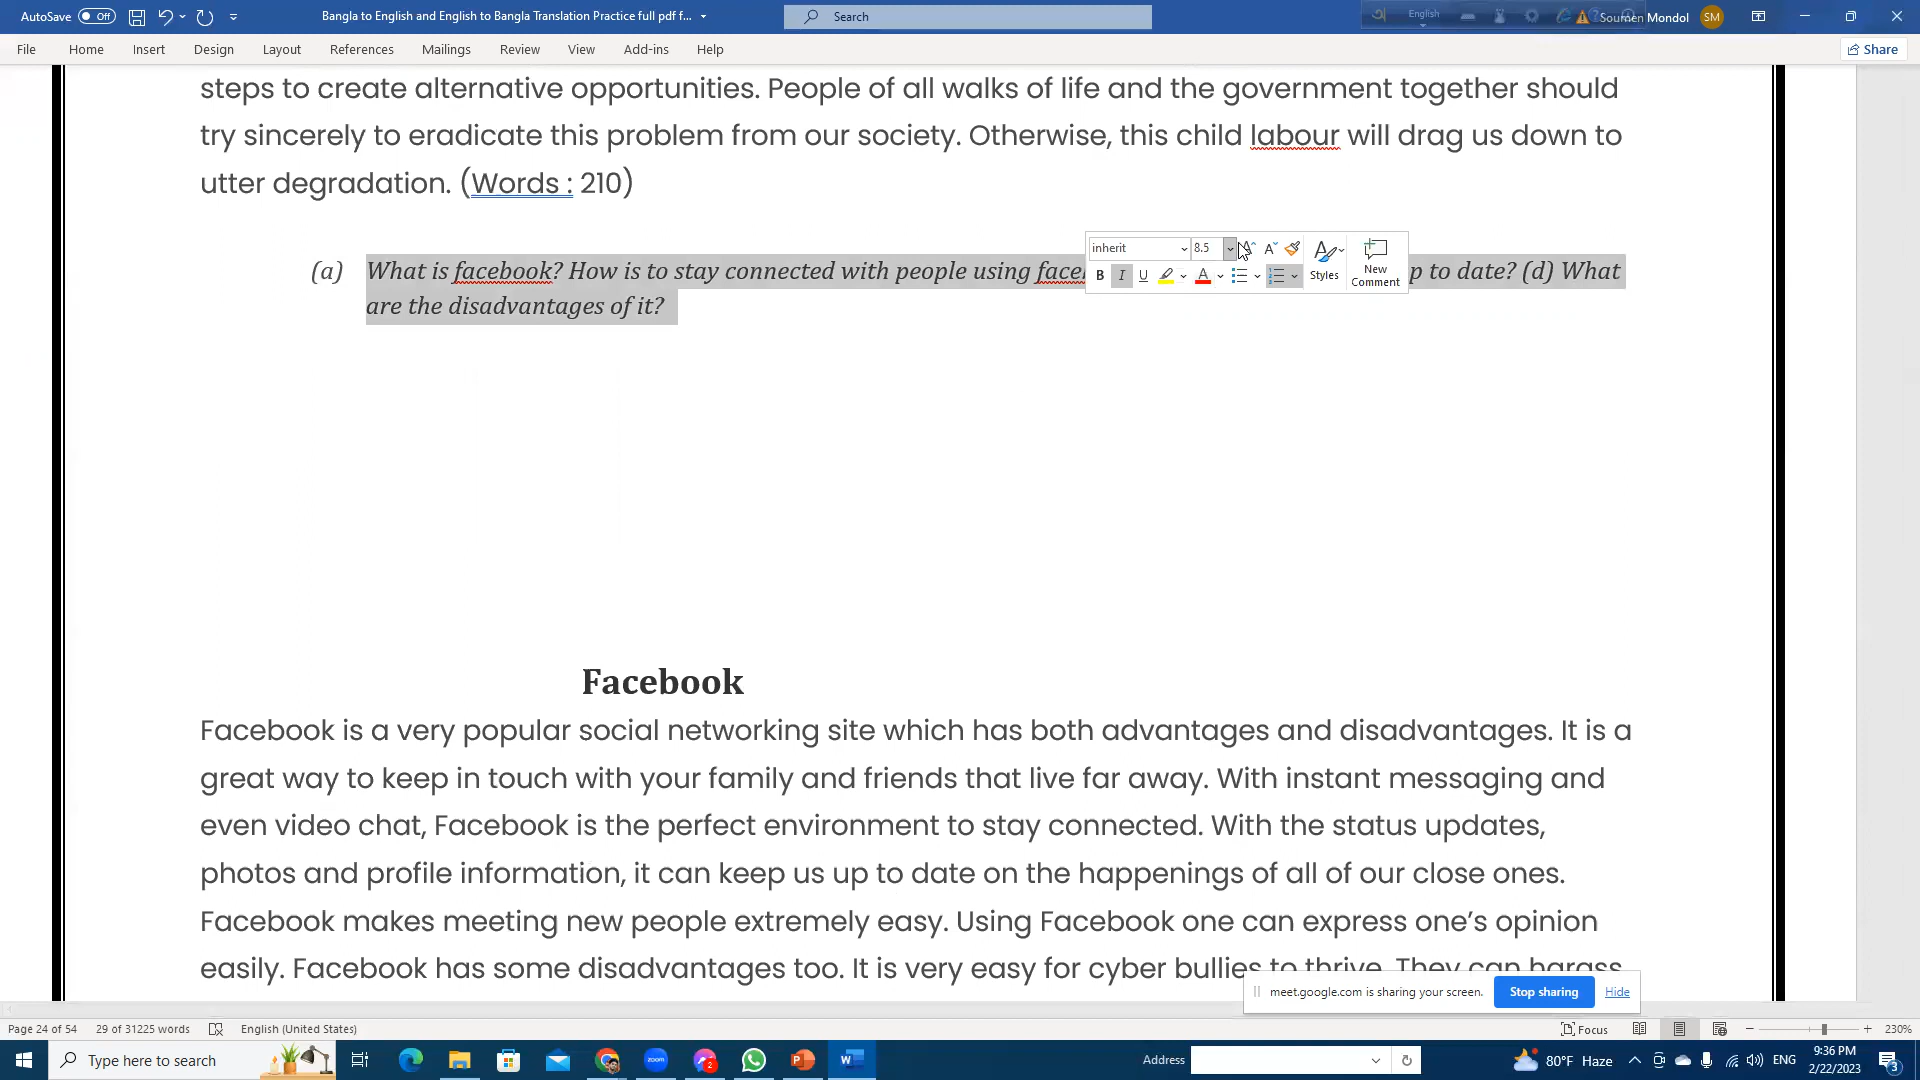 AutoSave Off Bangla to English and English to Bangla Translation Practice full pdf f... Search English Soumen Mondol SM
File Home Insert Design Layout References Mailings Review View Add-ins Help Share
steps to create alternative opportunities. People of all walks of life and the government together should
try sincerely to eradicate this problem from our society. Otherwise, this child labour will drag us down to
utter degradation. (Words : 210)
inherit 8.5
B I U A Styles New Comment
(a) What is facebook? How is to stay connected with people using p to date? (d) What
are the disadvantages of it?
Facebook
Facebook is a very popular social networking site which has both advantages and disadvantages. It is a
great way to keep in touch with your family and friends that live far away. With instant messaging and
even video chat, Facebook is the perfect environment to stay connected. With the status updates,
photos and profile information, it can keep us up to date on the happenings of all of our close ones.
Facebook makes meeting new people extremely easy. Using Facebook one can express one’s opinion
easily. Facebook has some disadvantages too. It is very easy for cyber bullies to thrive. They can harass
meet.google.com is sharing your screen. Stop sharing Hide
Page 24 of 54 29 of 31225 words English (United States) Focus 230%
Type here to search zoom 2 Address 80°F Haze ENG 9:36 PM
2/22/2023 3